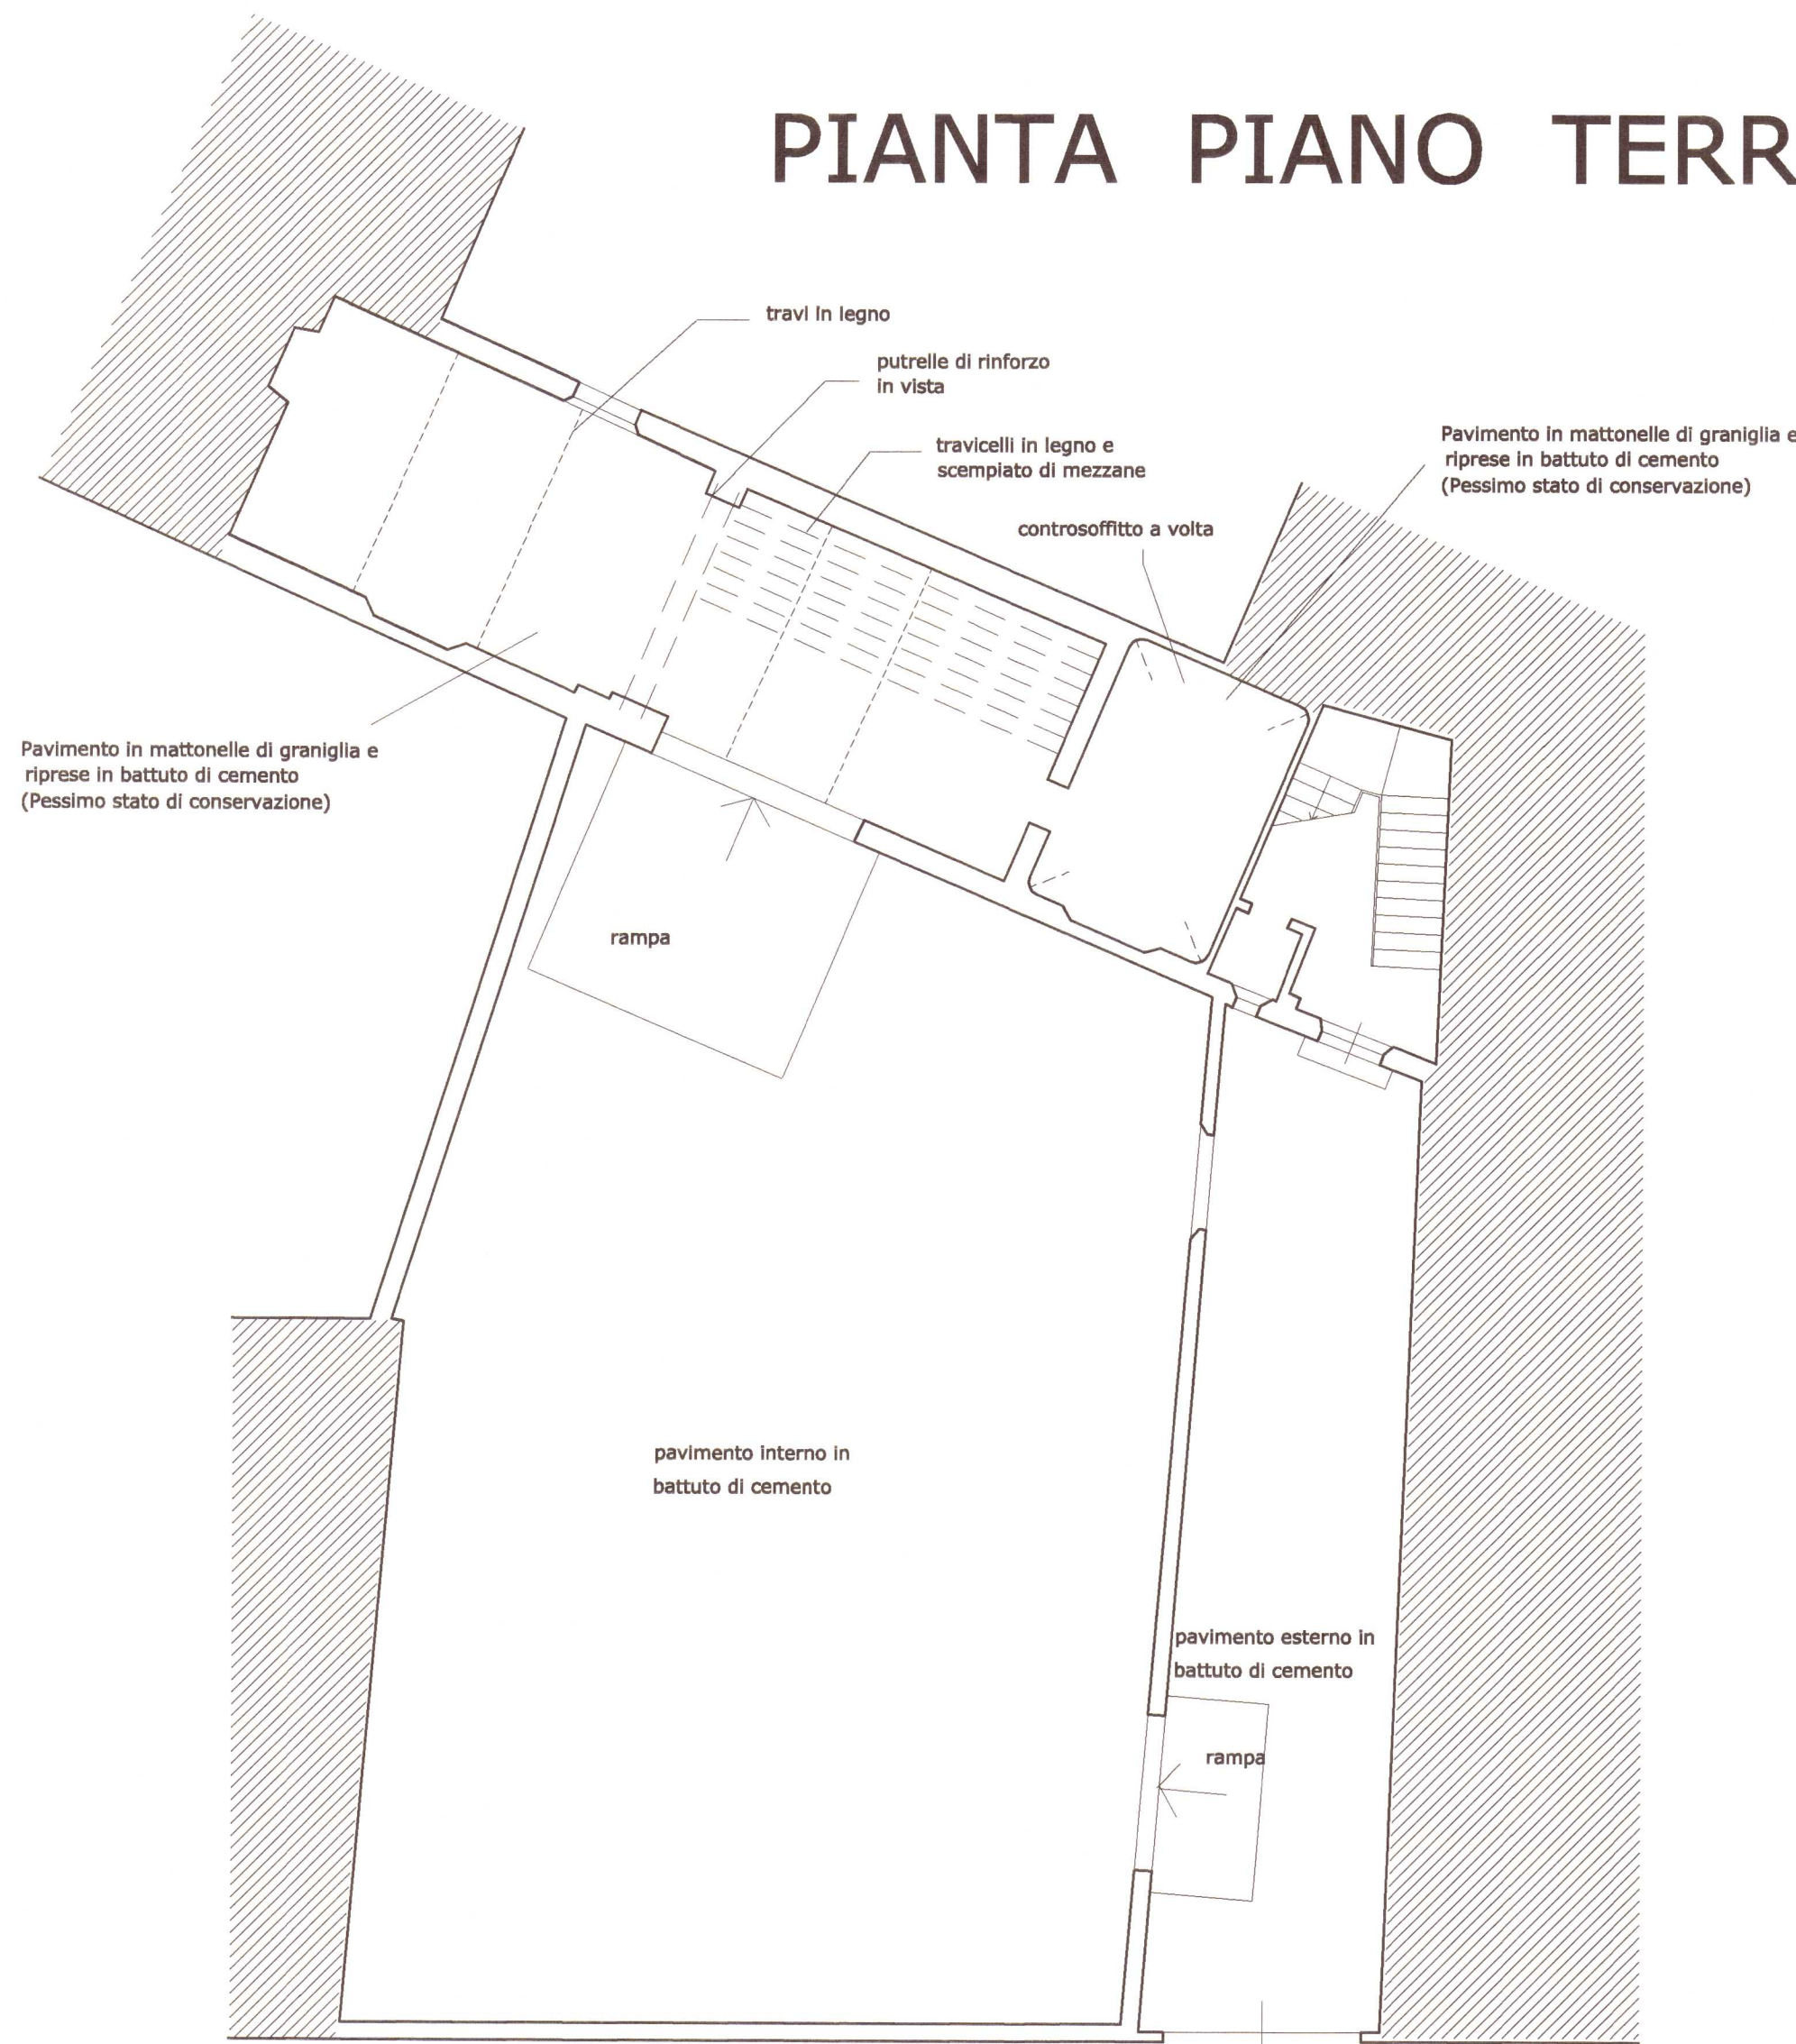 PIANTA PIANO TERR
travi in legno
putrelle di rinforzo
in vista
travicelli in legno e
scempiato di mezzane
Pavimento in mattonelle di graniglia e
riprese in battuto di cemento
(Pessimo stato di conservazione)
controsoffitto a volta
Pavimento in mattonelle di graniglia e
riprese in battuto di cemento
(Pessimo stato di conservazione)
rampa
pavimento interno in
battuto di cemento
pavimento esterno in
battuto di cemento
rampa